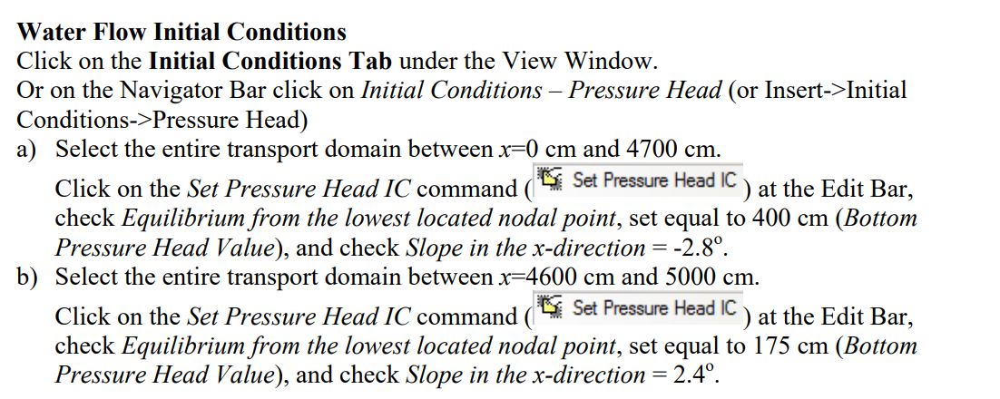 Water Flow Initial Conditions
Click on the Initial Conditions Tab under the View Window.
Or on the Navigator Bar click on Initial Conditions – Pressure Head (or Insert->Initial
Conditions->Pressure Head)
a) Select the entire transport domain between x=0 cm and 4700 cm.
Click on the Set Pressure Head IC command ( Set Pressure Head IC ) at the Edit Bar,
check Equilibrium from the lowest located nodal point, set equal to 400 cm (Bottom
Pressure Head Value), and check Slope in the x-direction = -2.8º.
b) Select the entire transport domain between x=4600 cm and 5000 cm.
Click on the Set Pressure Head IC command ( Set Pressure Head IC ) at the Edit Bar,
check Equilibrium from the lowest located nodal point, set equal to 175 cm (Bottom
Pressure Head Value), and check Slope in the x-direction = 2.4º.